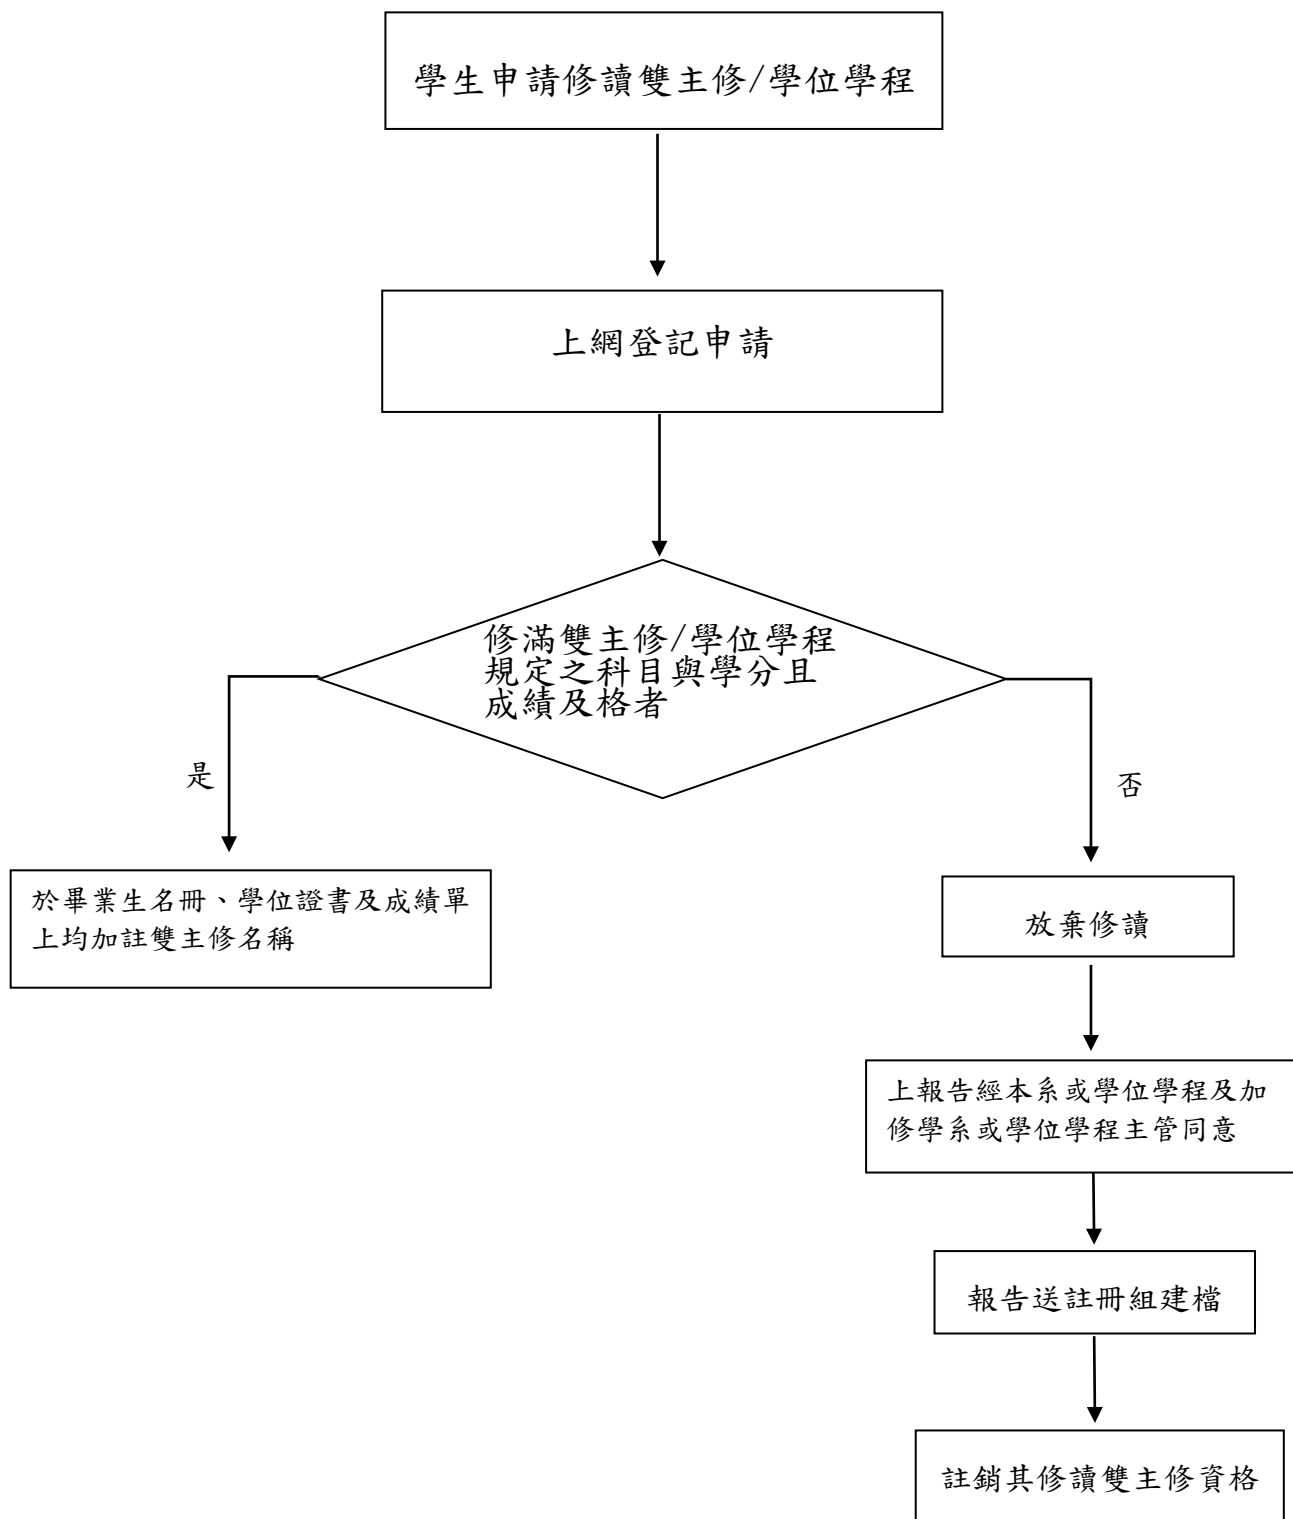 學生申請修讀雙主修/學位學程
上網登記申請
修滿雙主修/學位學程
規定之科目與學分且
成績及格者
是
否
於畢業生名冊、學位證書及成績單
上均加註雙主修名稱
放棄修讀
上報告經本系或學位學程及加
修學系或學位學程主管同意
報告送註冊組建檔
註銷其修讀雙主修資格